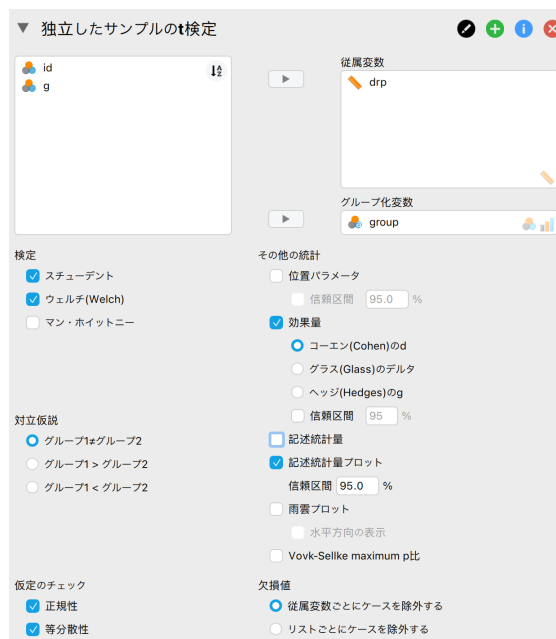 独立したサンプルのt検定
id
g
従属変数
drp
グループ化変数
group
検定
スチューデント
ウェルチ(Welch)
マン・ホイットニー
対立仮説
グループ1≠グループ2
グループ1 > グループ2
グループ1 < グループ2
仮定のチェック
正規性
等分散性
その他の統計
位置パラメータ
信頼区間 95.0 %
効果量
コーエン(Cohen)のd
グラス(Glass)のデルタ
ヘッジ(Hedges)のg
信頼区間 95 %
記述統計量
記述統計量プロット
信頼区間 95.0 %
雨雲プロット
水平方向の表示
Vovk-Sellke maximum p比
欠損値
従属変数ごとにケースを除外する
リストごとにケースを除外する